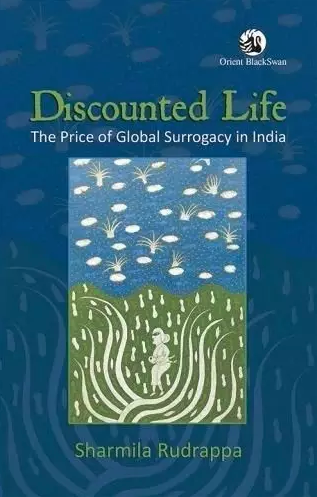 Orient BlackSwan
Discounted Life
The Price of Global Surrogacy in India
Sharmila Rudrappa